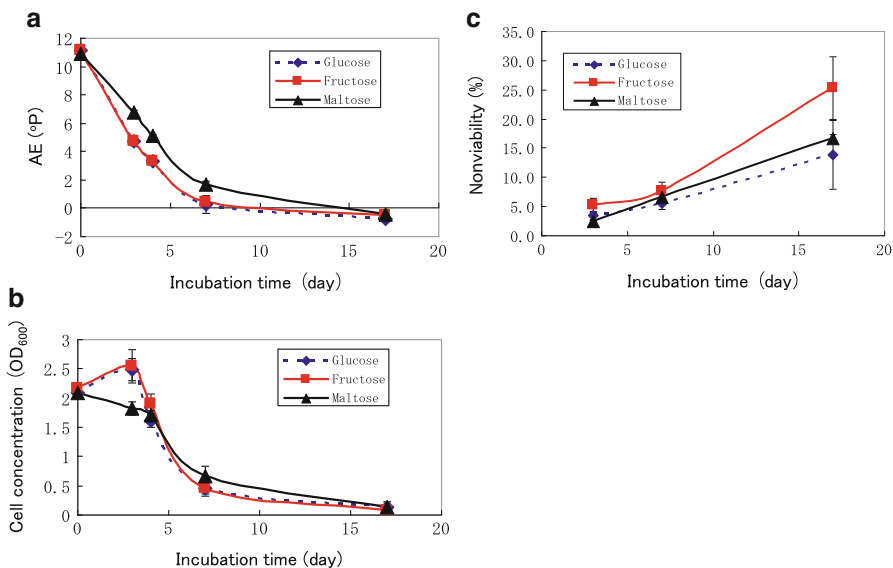 a
AE (°P)
12
10
8
6
4
2
0
-2
0 5 10 15 20
Glucose
Fructose
Maltose
Incubation time (day)
b
Cell concentration (OD600)
3
2.5
2
1.5
1
0.5
0
0 5 10 15 20
Glucose
Fructose
Maltose
Incubation time (day)
c
Nonviability (%)
35.0
30.0
25.0
20.0
15.0
10.0
5.0
0.0
0 5 10 15 20
Glucose
Fructose
Maltose
Incubation time (day)